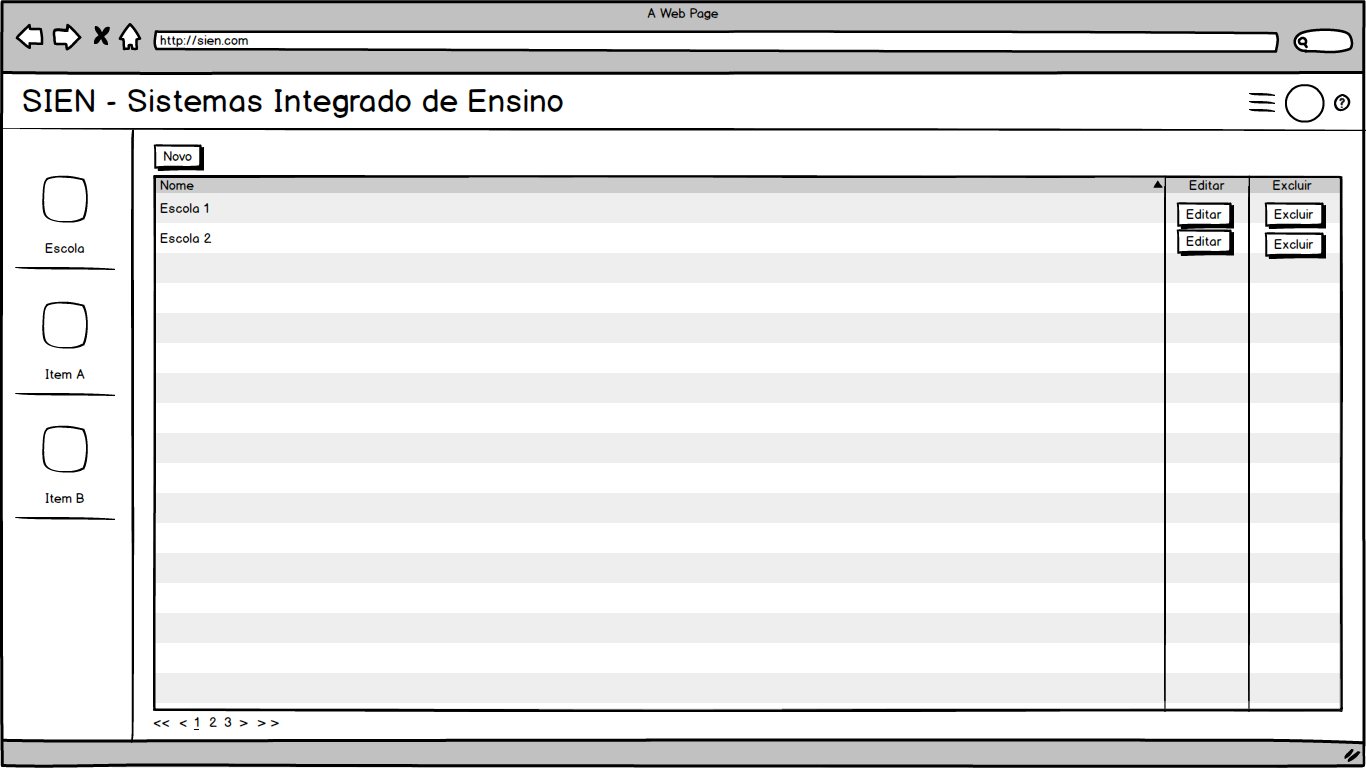 A Web Page
http://sien.com
SIEN - Sistemas Integrado de Ensino
?
Escola
Item A
Item B
Novo
Nome Editar Excluir
Escola 1 Editar Excluir
Escola 2 Editar Excluir
<< < 1 2 3 > >>